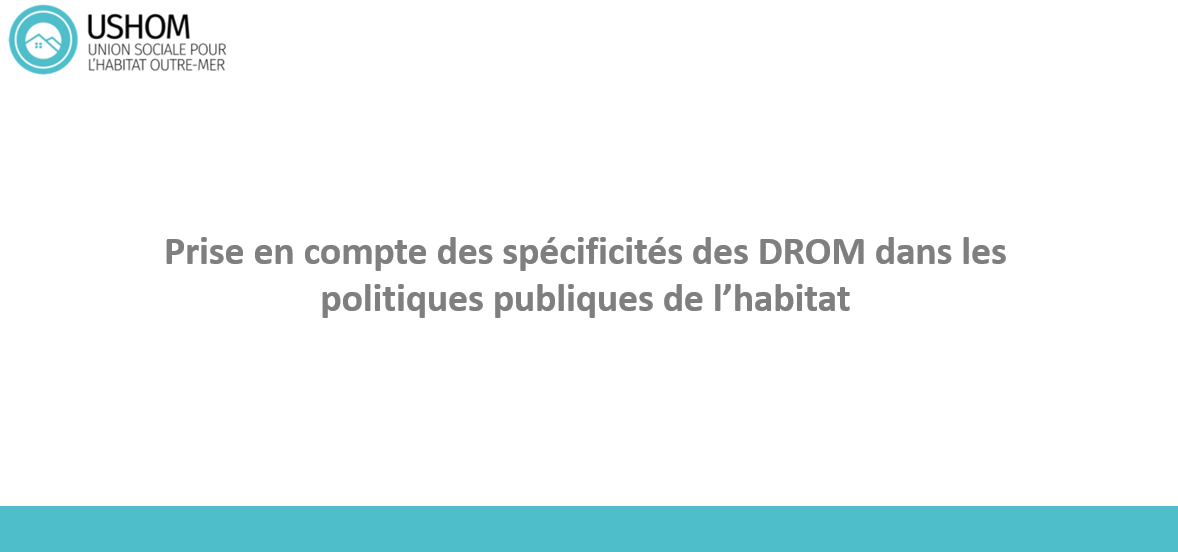 USHOM
UNION SOCIALE POUR
L'HABITAT OUTRE-MER
Prise en compte des spécificités des DROM dans les
politiques publiques de l’habitat